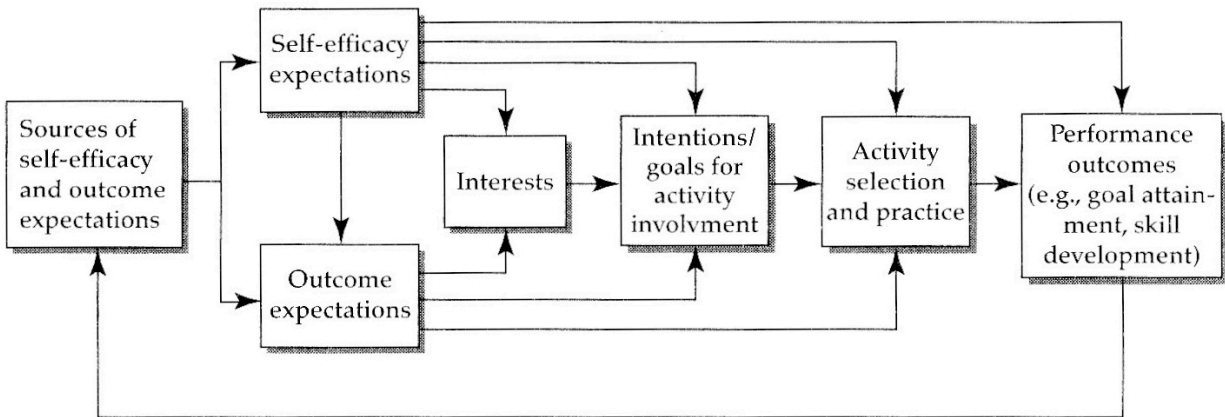 Self-efficacy
expectations
Sources of
self-efficacy
and outcome
expectations
Interests
Intentions/
goals for
activity
involvment
Activity
selection
and practice
Performance
outcomes
(e.g., goal attain-
ment, skill
development)
Outcome
expectations